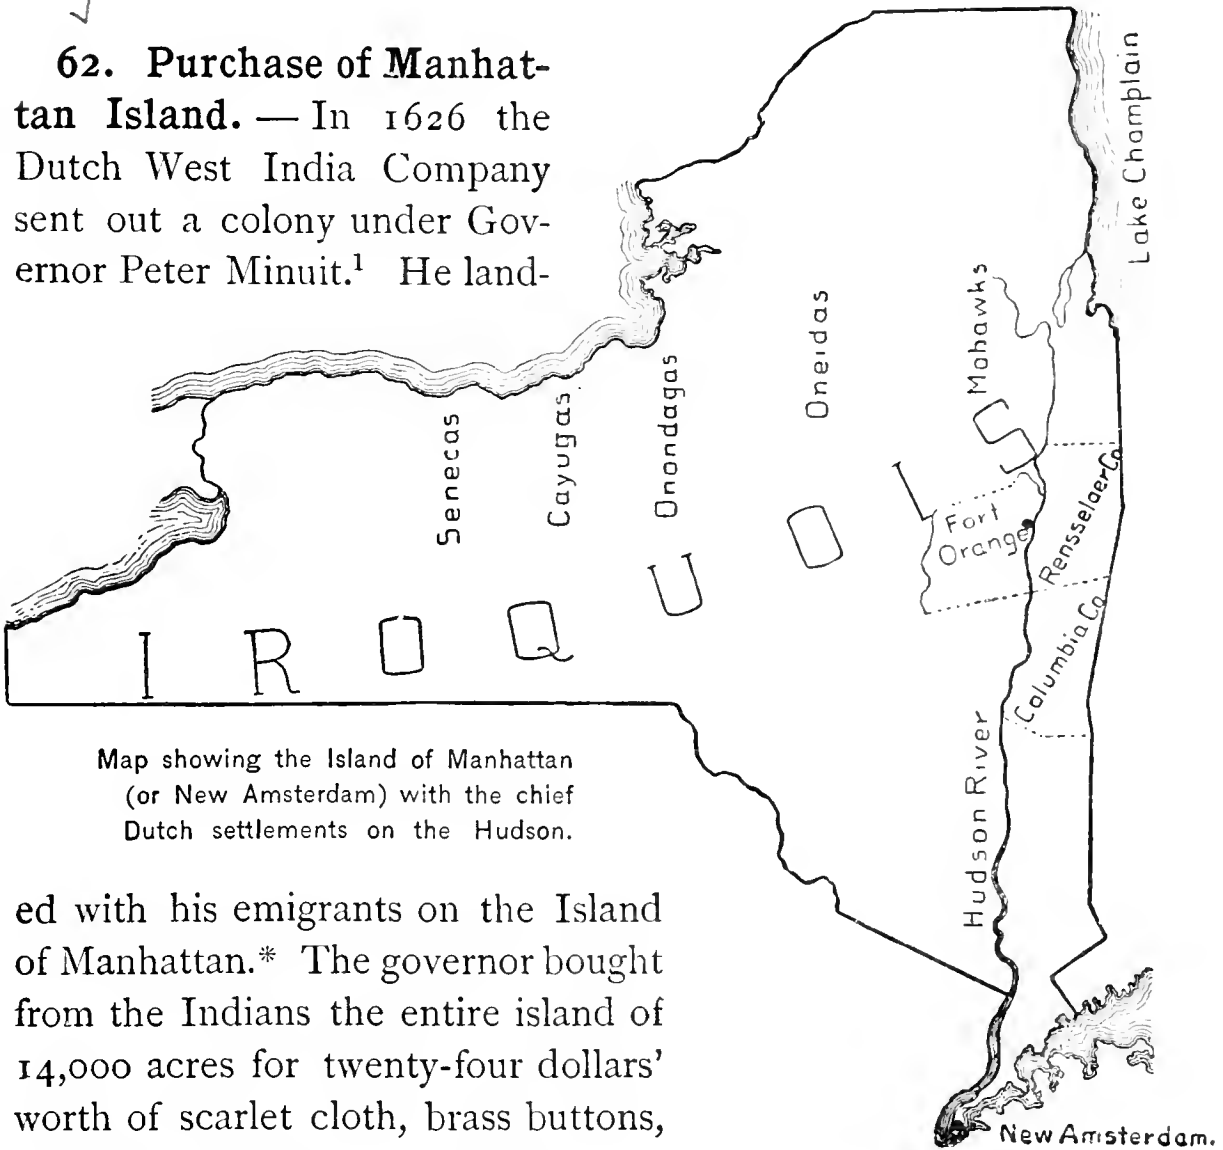 62. Purchase of Manhat-
tan Island. — In 1626 the
Dutch West India Company
sent out a colony under Gov-
ernor Peter Minuit.¹ He land-
Lake Champlain
Mohawks
Oneidas
Onondagas
Cayugas
Senecas
IROQUOIS
Fort
Orange
Rensselaer Co.
Columbia Co.
Hudson River
New Amsterdam.
Map showing the Island of Manhattan
(or New Amsterdam) with the chief
Dutch settlements on the Hudson.
ed with his emigrants on the Island
of Manhattan.* The governor bought
from the Indians the entire island of
14,000 acres for twenty-four dollars'
worth of scarlet cloth, brass buttons,